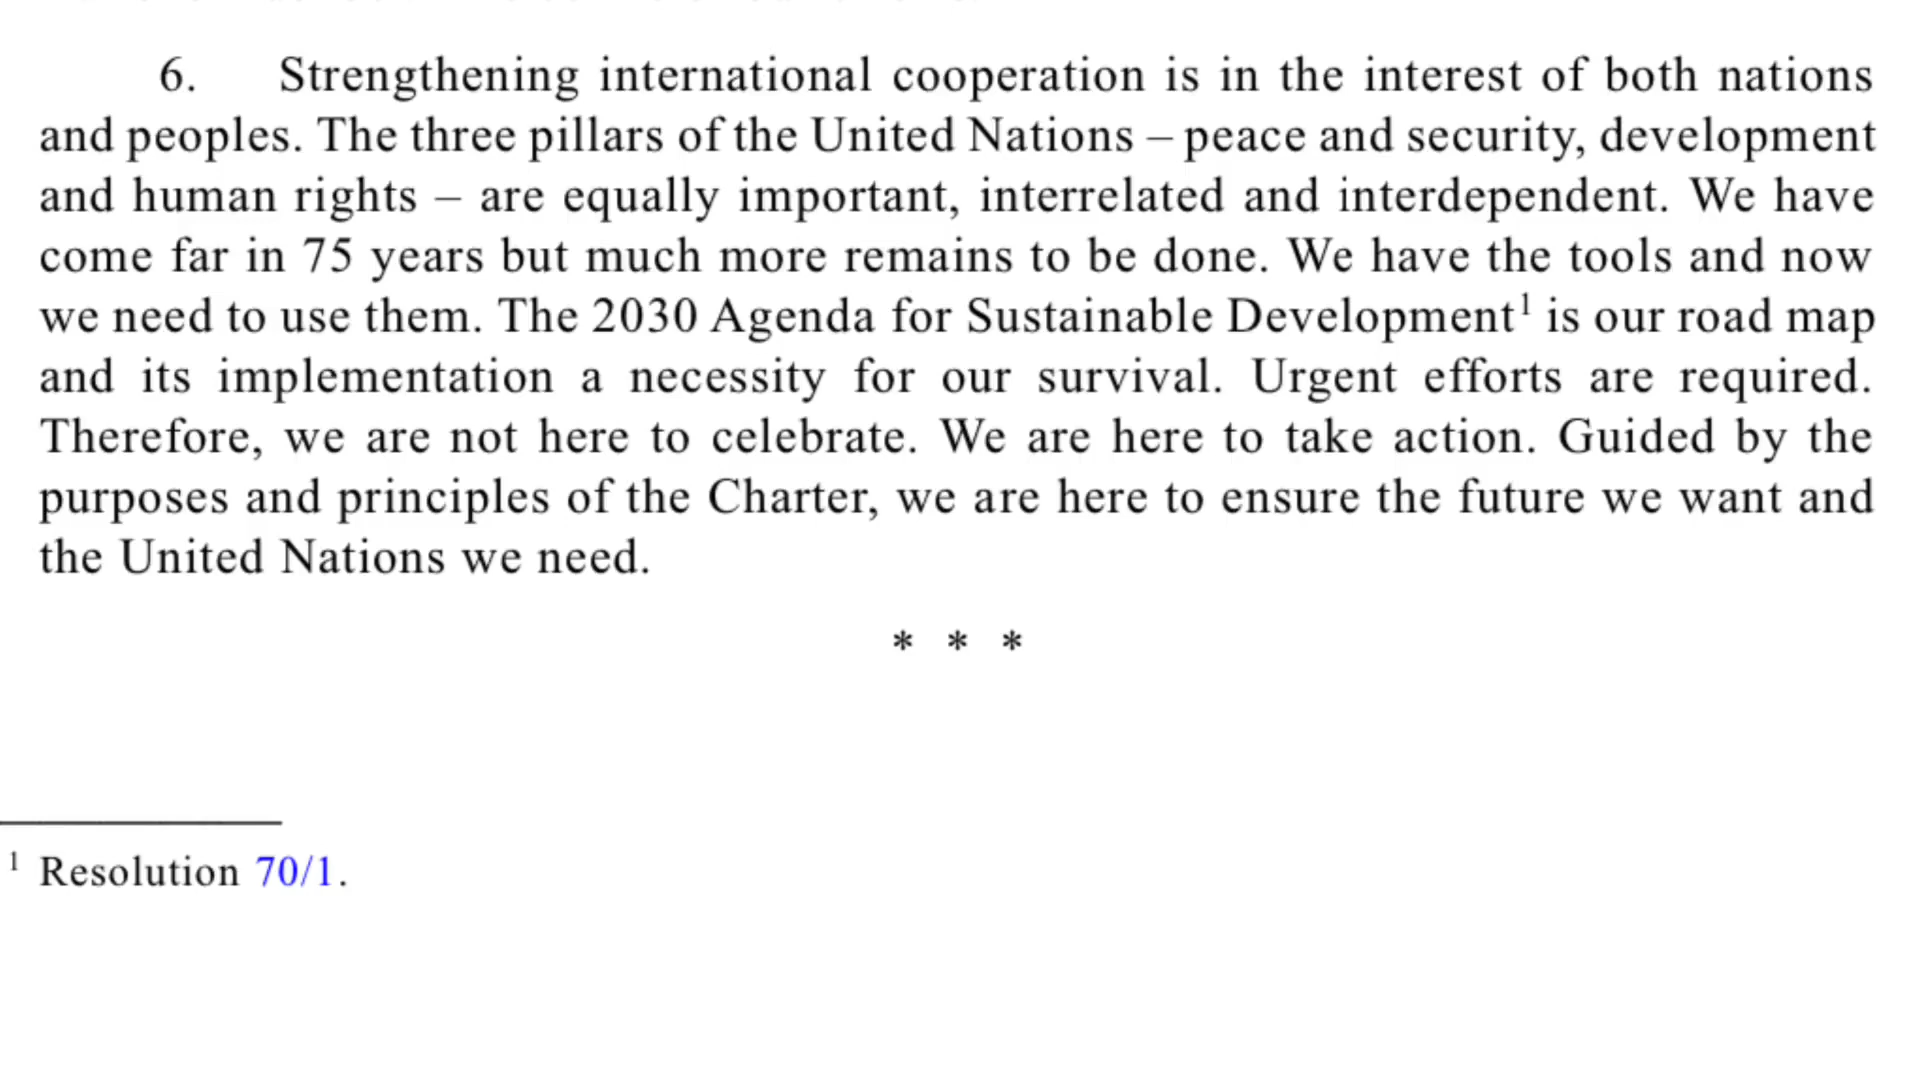 6. Strengthening international cooperation is in the interest of both nations
and peoples. The three pillars of the United Nations – peace and security, development
and human rights – are equally important, interrelated and interdependent. We have
come far in 75 years but much more remains to be done. We have the tools and now
we need to use them. The 2030 Agenda for Sustainable Development¹ is our road map
and its implementation a necessity for our survival. Urgent efforts are required.
Therefore, we are not here to celebrate. We are here to take action. Guided by the
purposes and principles of the Charter, we are here to ensure the future we want and
the United Nations we need.
* * *
¹ Resolution 70/1.